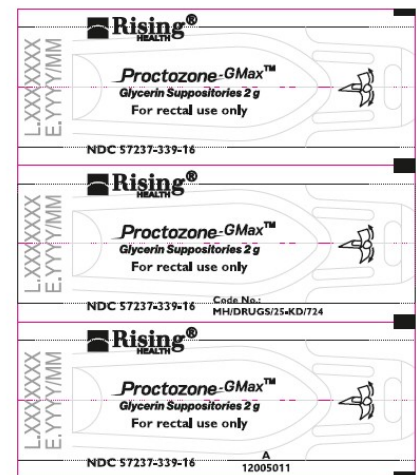 Rising®
HEALTH
L.XXXXXX
E.YYYY/MM
Proctozone-GMax™
Glycerin Suppositories 2 g
For rectal use only
NDC 57237-339-16
Rising®
HEALTH
L.XXXXXX
E.YYYY/MM
Proctozone-GMax™
Glycerin Suppositories 2 g
For rectal use only
NDC 57237-339-16
Code No.:
MH/DRUGS/25-KD/724
Rising®
HEALTH
L.XXXXXX
E.YYYY/MM
Proctozone-GMax™
Glycerin Suppositories 2 g
For rectal use only
NDC 57237-339-16
A
12005011